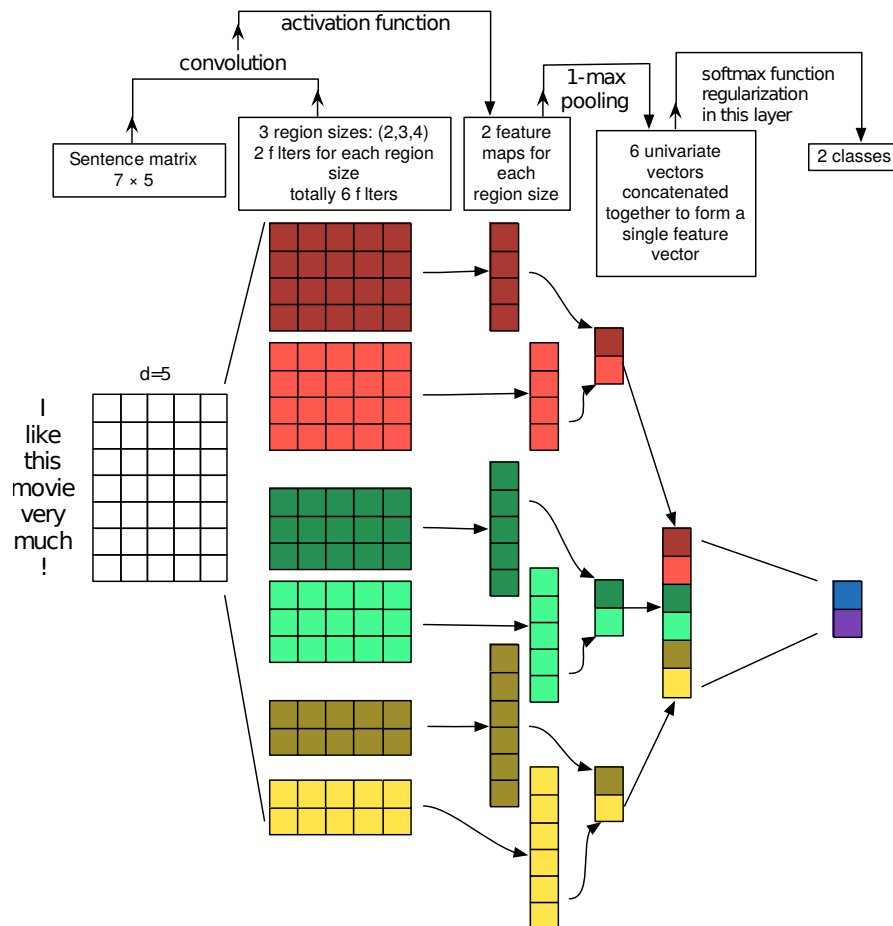 activation function
convolution
1-max
pooling
softmax function
regularization
in this layer
Sentence matrix
7 × 5
3 region sizes: (2,3,4)
2 f lters for each region
size
totally 6 f lters
2 feature
maps for
each
region size
6 univariate
vectors
concatenated
together to form a
single feature
vector
2 classes
d=5
I
like
this
movie
very
much
!